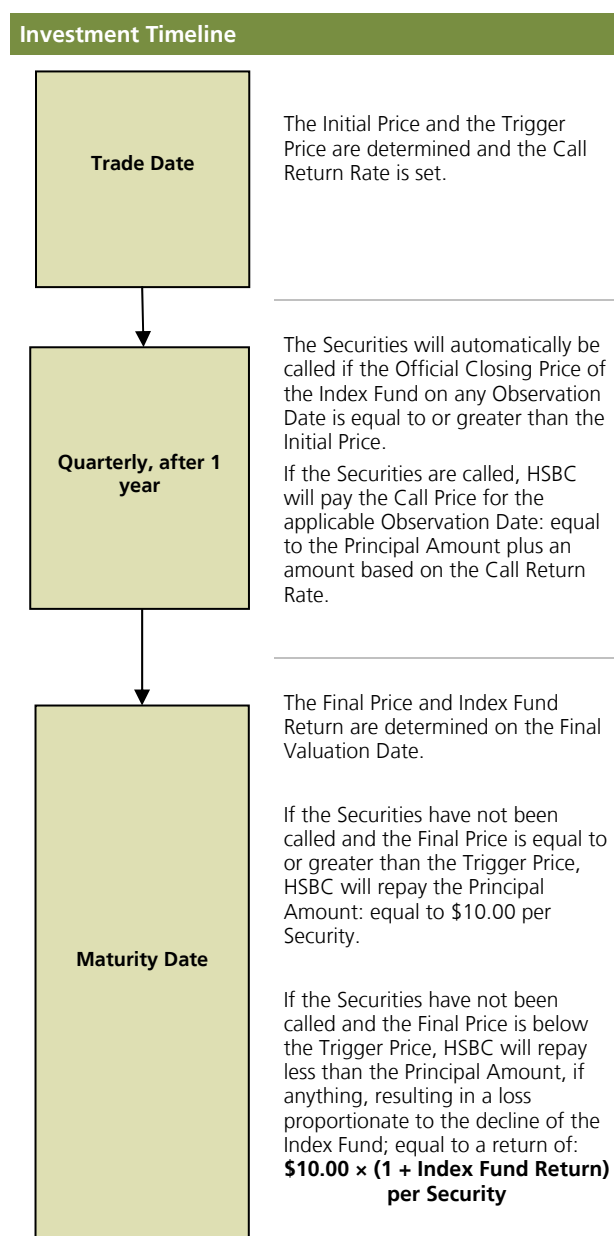 Investment Timeline
Trade Date
The Initial Price and the Trigger
Price are determined and the Call
Return Rate is set.
Quarterly, after 1
year
The Securities will automatically be
called if the Official Closing Price of
the Index Fund on any Observation
Date is equal to or greater than the
Initial Price.
If the Securities are called, HSBC
will pay the Call Price for the
applicable Observation Date: equal
to the Principal Amount plus an
amount based on the Call Return
Rate.
Maturity Date
The Final Price and Index Fund
Return are determined on the Final
Valuation Date.
If the Securities have not been
called and the Final Price is equal to
or greater than the Trigger Price,
HSBC will repay the Principal
Amount: equal to $10.00 per
Security.
If the Securities have not been
called and the Final Price is below
the Trigger Price, HSBC will repay
less than the Principal Amount, if
anything, resulting in a loss
proportionate to the decline of the
Index Fund; equal to a return of:
$10.00 × (1 + Index Fund Return)
per Security